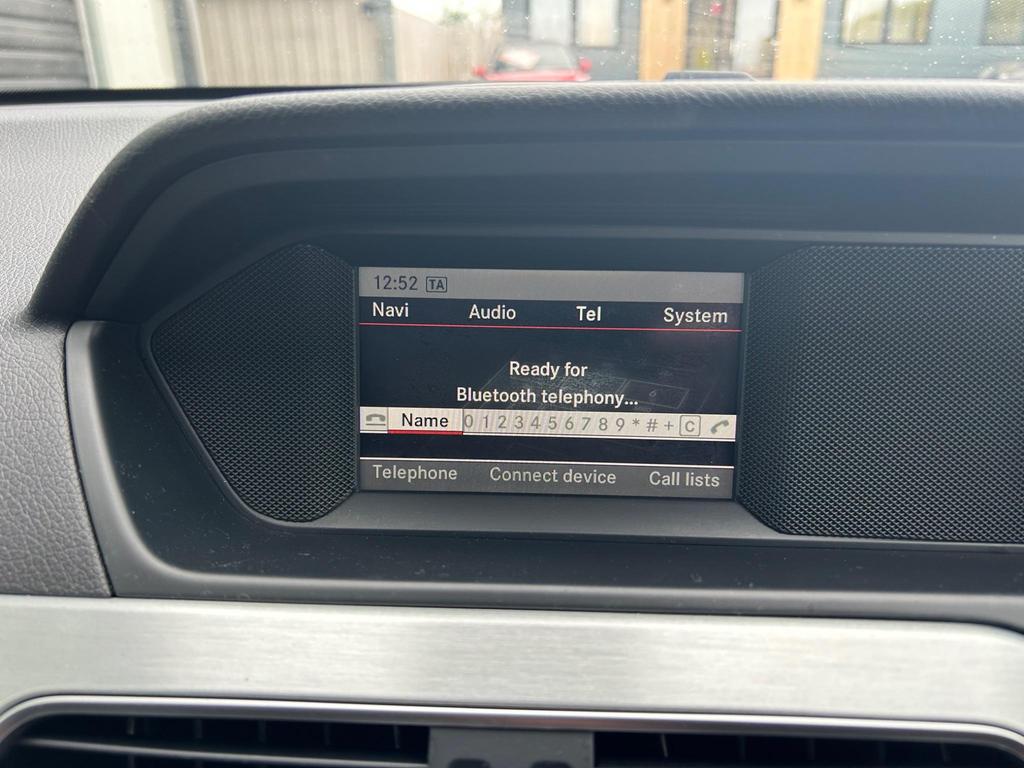 12:52 TA
Navi Audio Tel System
Ready for
Bluetooth telephony...
Name 0 1 2 3 4 5 6 7 8 9 * # + C
Telephone Connect device Call lists